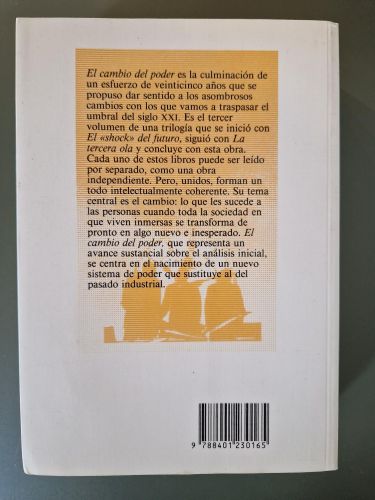 El cambio del poder es la culminación de
un esfuerzo de veinticinco años que se
propuso dar sentido a los asombrosos
cambios con los que vamos a traspasar el
umbral del siglo XXI. Es el tercer
volumen de una trilogía que se inició con
El «shock» del futuro, siguió con La
tercera ola y concluye con esta obra.
Cada uno de estos libros puede ser leído
por separado, como una obra
independiente. Pero, unidos, forman un
todo intelectualmente coherente. Su tema
central es el cambio: lo que les sucede a
las personas cuando toda la sociedad en
que viven inmersas se transforma de
pronto en algo nuevo e inesperado. El
cambio del poder, que epresenta un
avance sustancial sobre el análisis inicial,
se centra en el nacimiento de un nuevo
sistema de poder que sustituye al del
pasado industrial.
9 788401 230165